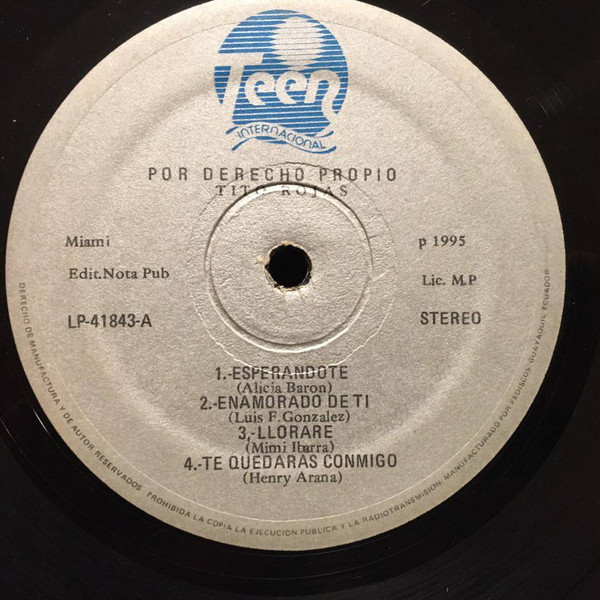 Teen
INTERNACIONAL
POR DERECHO PROPIO
TITO ROJAS
Miami
p 1995
Edit.Nota Pub
Lic. M.P
LP-41843-A
STEREO
1.-ESPERANDOTE
(Alicia Baron)
2.-ENAMORADO DE TI
(Luis F. Gonzalez)
3,-LLORARE
(Mimi Ibarra)
4.-TE QUEDARAS CONMIGO
(Henry Arana)
DERECHO DE MANUFACTURA Y DE AUTOR RESERVADOS. PROHIBIDA LA COPIA LA EJECUCION PUBLICA Y LA RADIOTRANSMISION. MANUFACTURADO POR FEDISCOS GUAYAQUIL ECUADOR